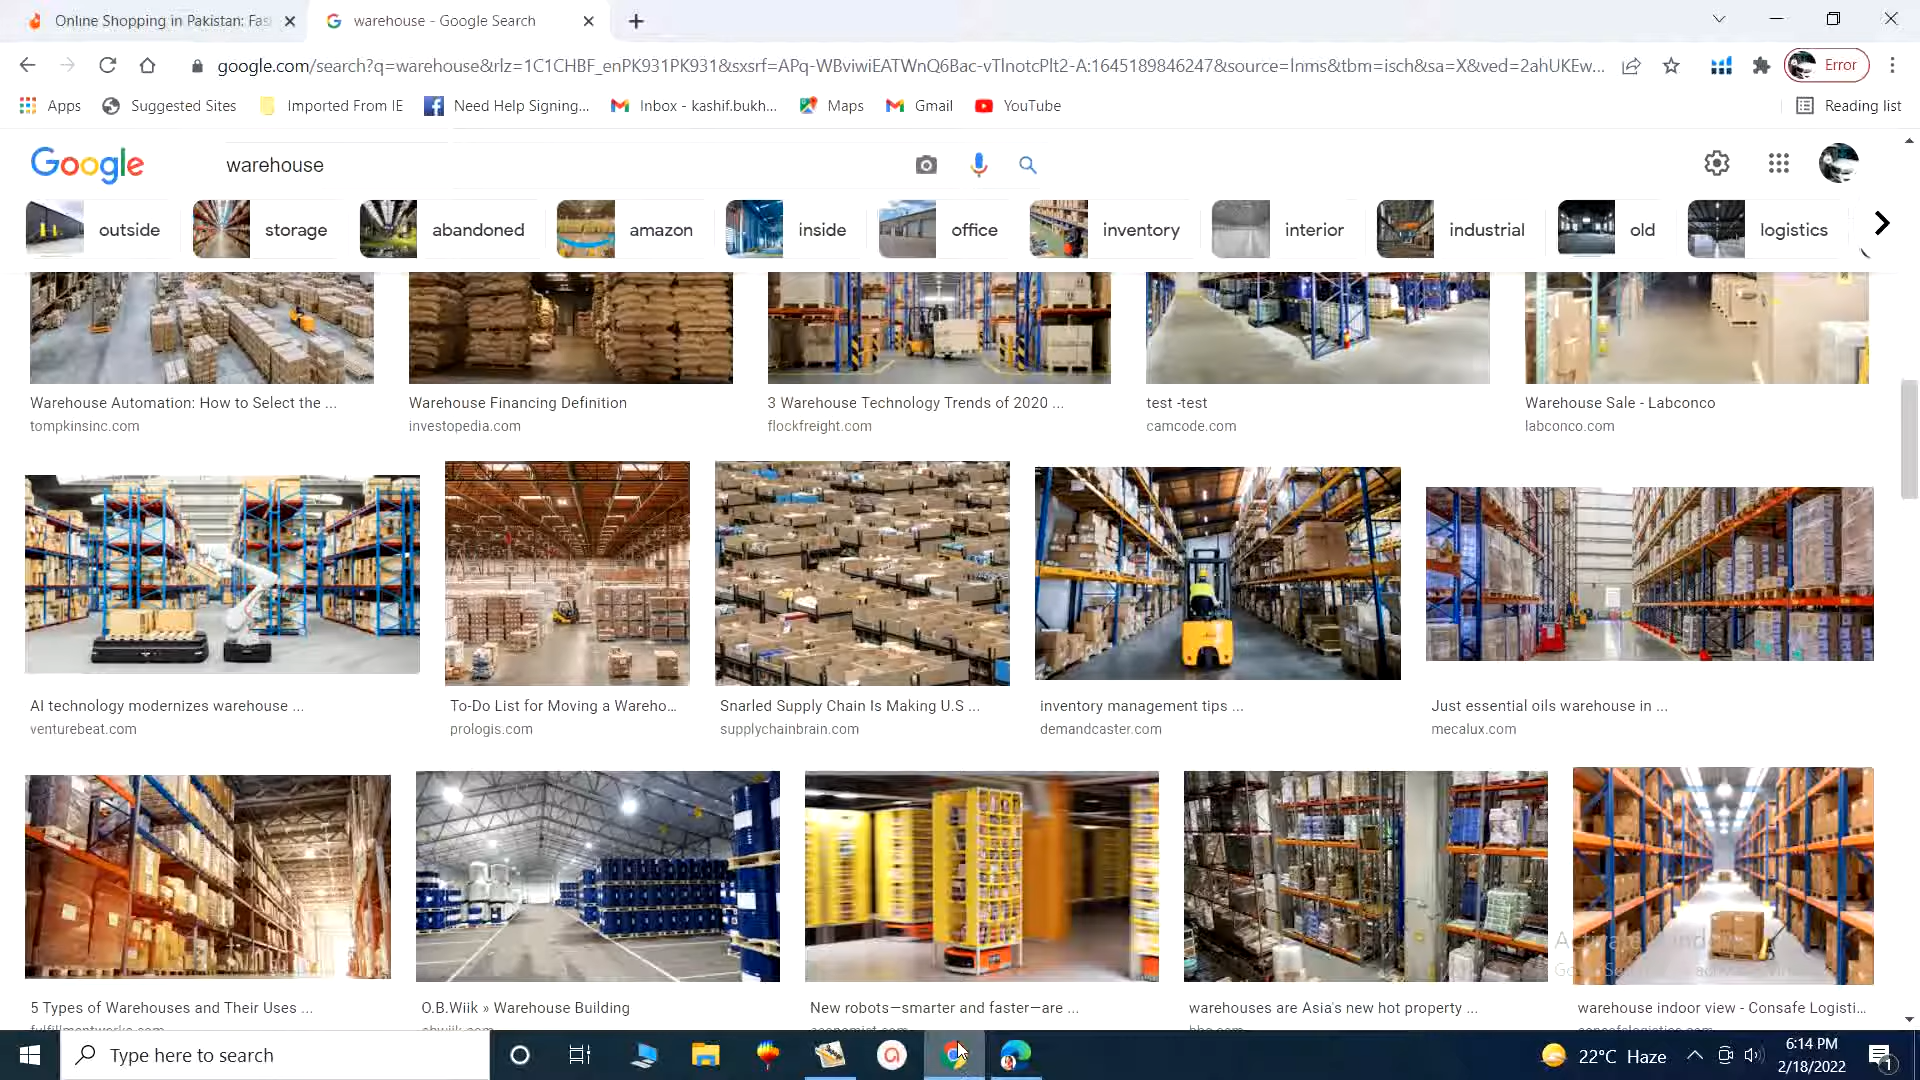 Online Shopping in Pakistan: Fas
warehouse - Google Search
google.com/search?q=warehouse&rlz=1C1CHBF_enPK931PK931&sxsrf=APq-WBviwiEATWnQ6Bac-vTlnotcPlt2-A:1645189846247&source=lnms&tbm=isch&sa=X&ved=2ahUKEw...
Error
Apps
Suggested Sites
Imported From IE
Need Help Signing...
Inbox - kashif.bukh...
Maps
Gmail
YouTube
Reading list
Google
warehouse
outside
storage
abandoned
amazon
inside
office
inventory
interior
industrial
old
logistics
Warehouse Automation: How to Select the ...
tompkinsinc.com
Warehouse Financing Definition
investopedia.com
3 Warehouse Technology Trends of 2020 ...
flockfreight.com
test -test
camcode.com
Warehouse Sale - Labconco
labconco.com
AI technology modernizes warehouse ...
venturebeat.com
To-Do List for Moving a Wareho...
prologis.com
Snarled Supply Chain Is Making U.S ...
supplychainbrain.com
inventory management tips ...
demandcaster.com
Just essential oils warehouse in ...
mecalux.com
5 Types of Warehouses and Their Uses ...
O.B.Wiik » Warehouse Building
New robots—smarter and faster—are ...
warehouses are Asia's new hot property ...
warehouse indoor view - Consafe Logisti...
Type here to search
22°C Haze
6:14 PM
2/18/2022
1